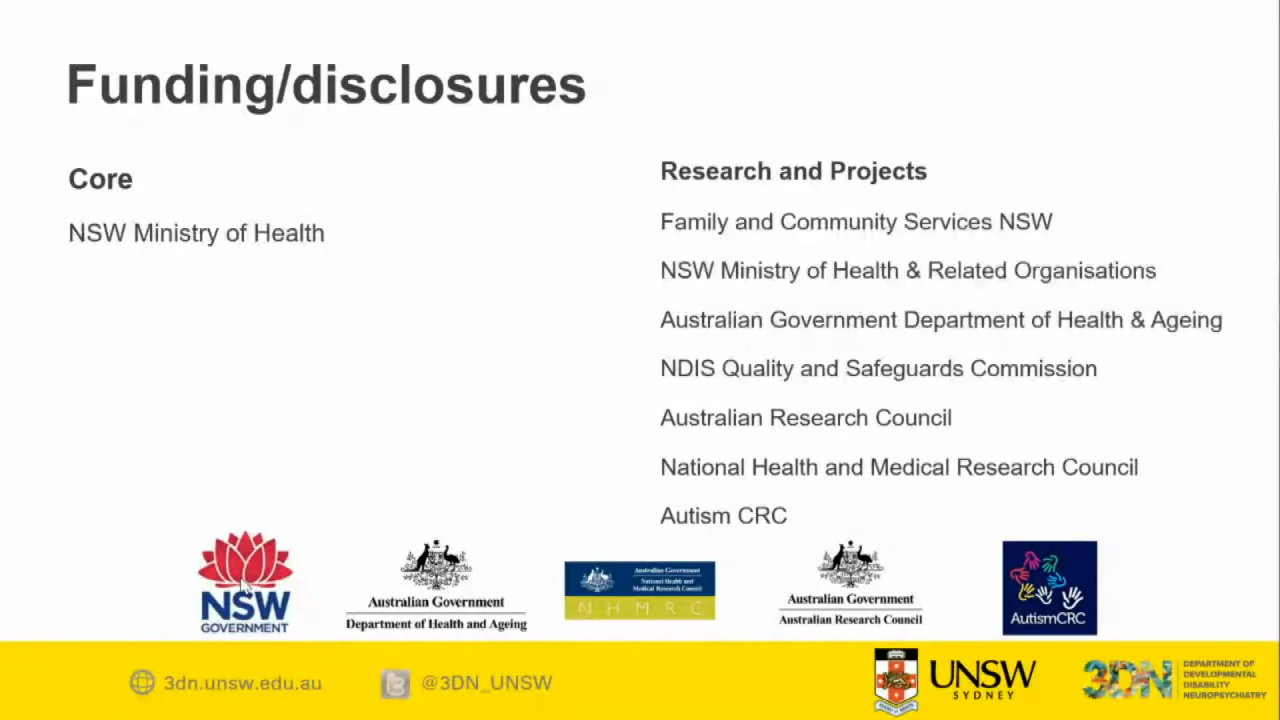 Funding/disclosures
Core
NSW Ministry of Health
Research and Projects
Family and Community Services NSW
NSW Ministry of Health & Related Organisations
Australian Government Department of Health & Ageing
NDIS Quality and Safeguards Commission
Australian Research Council
National Health and Medical Research Council
Autism CRC
NSW
GOVERNMENT
Australian Government
Department of Health and Ageing
Australian Government
National Health and
Medical Research Council
NHMRC
Australian Government
Australian Research Council
AutismCRC
3dn.unsw.edu.au
@3DN_UNSW
UNSW
SYDNEY
3DN
DEPARTMENT OF
DEVELOPMENTAL
DISABILITY
NEUROPSYCHIATRY